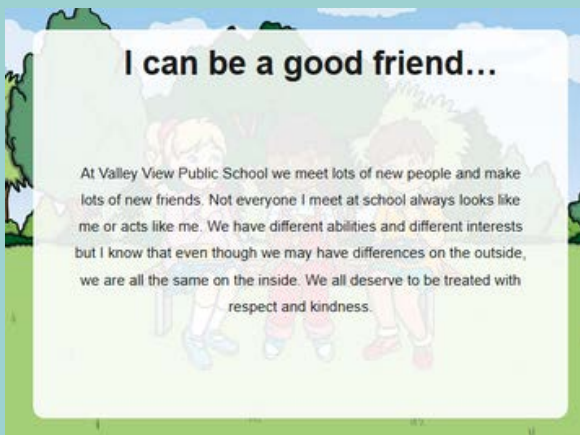 I can be a good friend…
At Valley View Public School we meet lots of new people and make
lots of new friends. Not everyone I meet at school always looks like
me or acts like me. We have different abilities and different interests
but I know that even though we may have differences on the outside,
we are all the same on the inside. We all deserve to be treated with
respect and kindness.